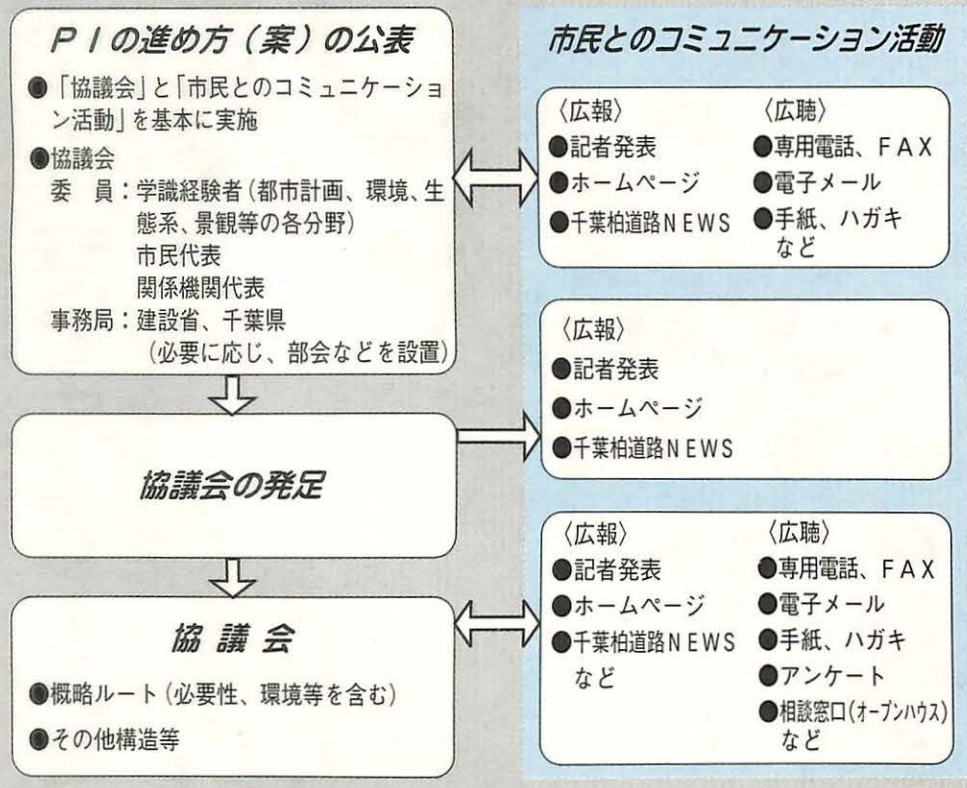 PIの進め方（案）の公表
●「協議会」と「市民とのコミュニケーショ
ン活動」を基本に実施
●協議会
委　員：学識経験者（都市計画、環境、生
態系、景観等の各分野）
市民代表
関係機関代表
事務局：建設省、千葉県
（必要に応じ、部会などを設置）
協議会の発足
協 議 会
●概略ルート（必要性、環境等を含む）
●その他構造等
市民とのコミュニケーション活動
〈広報〉
●記者発表
●ホームページ
●千葉柏道路NEWS
〈広聴〉
●専用電話、FAX
●電子メール
●手紙、ハガキ
など
〈広報〉
●記者発表
●ホームページ
●千葉柏道路NEWS
〈広報〉
●記者発表
●ホームページ
●千葉柏道路NEWS
など
〈広聴〉
●専用電話、FAX
●電子メール
●手紙、ハガキ
●アンケート
●相談窓口(オープンハウス)
など